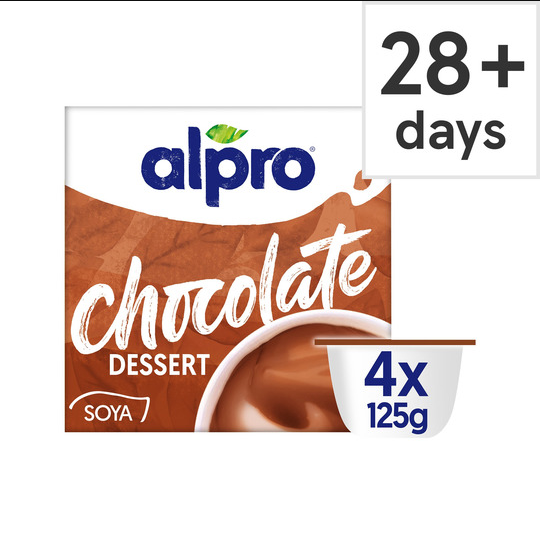 28+
days
alpro®
chocolate
DESSERT
SOYA
4x
125g